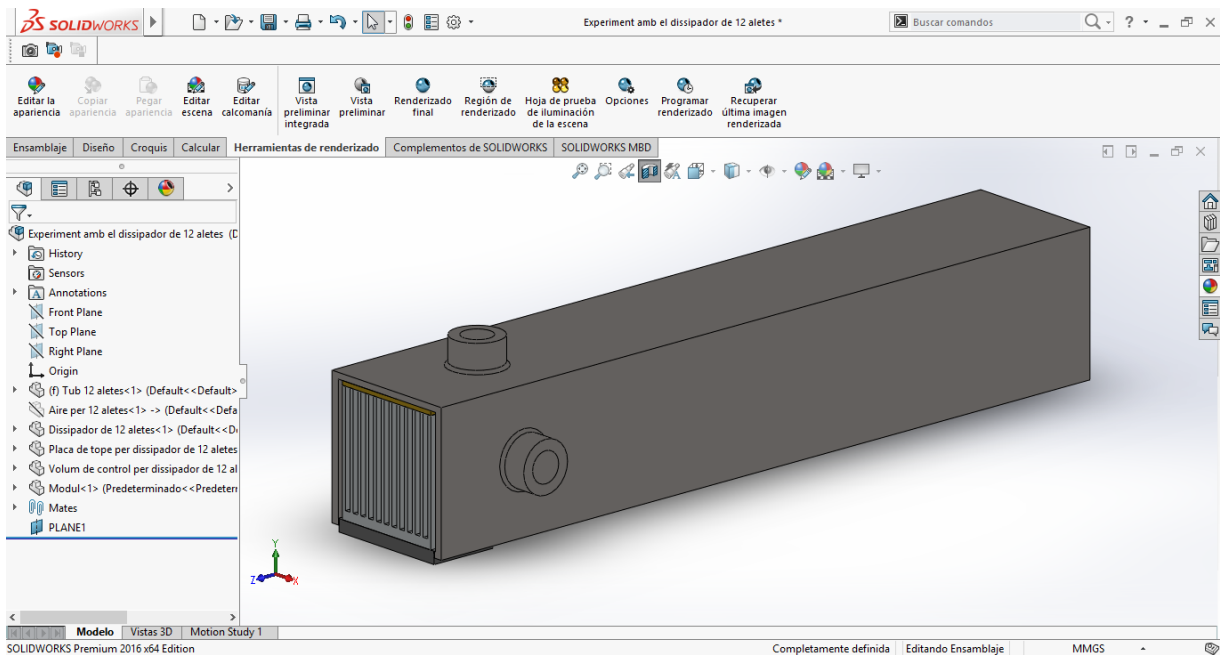 SOLIDWORKS
Experiment amb el dissipador de 12 aletes *
Buscar comandos
?
Editar la apariencia
Copiar apariencia
Pegar apariencia
Editar escena
Editar calcomanía
Vista preliminar integrada
Vista preliminar
Renderizado final
Región de renderizado
Hoja de prueba de iluminación de la escena
Opciones
Programar renderizado
Recuperar última imagen renderizada
Ensamblaje
Diseño
Croquis
Calcular
Herramientas de renderizado
Complementos de SOLIDWORKS
SOLIDWORKS MBD
Experiment amb el dissipador de 12 aletes (D
History
Sensors
A Annotations
Front Plane
Top Plane
Right Plane
Origin
(f) Tub 12 aletes<1> (Default<<Default>
Aire per 12 aletes<1> -> (Default<<Defa
Dissipador de 12 aletes<1> (Default<<D
Placa de tope per dissipador de 12 aletes
Volum de control per dissipador de 12 al
Modul<1> (Predeterminado<<Predeter
Mates
PLANE1
Y
Z
X
Modelo
Vistas 3D
Motion Study 1
SOLIDWORKS Premium 2016 x64 Edition
Completamente definida
Editando Ensamblaje
MMGS